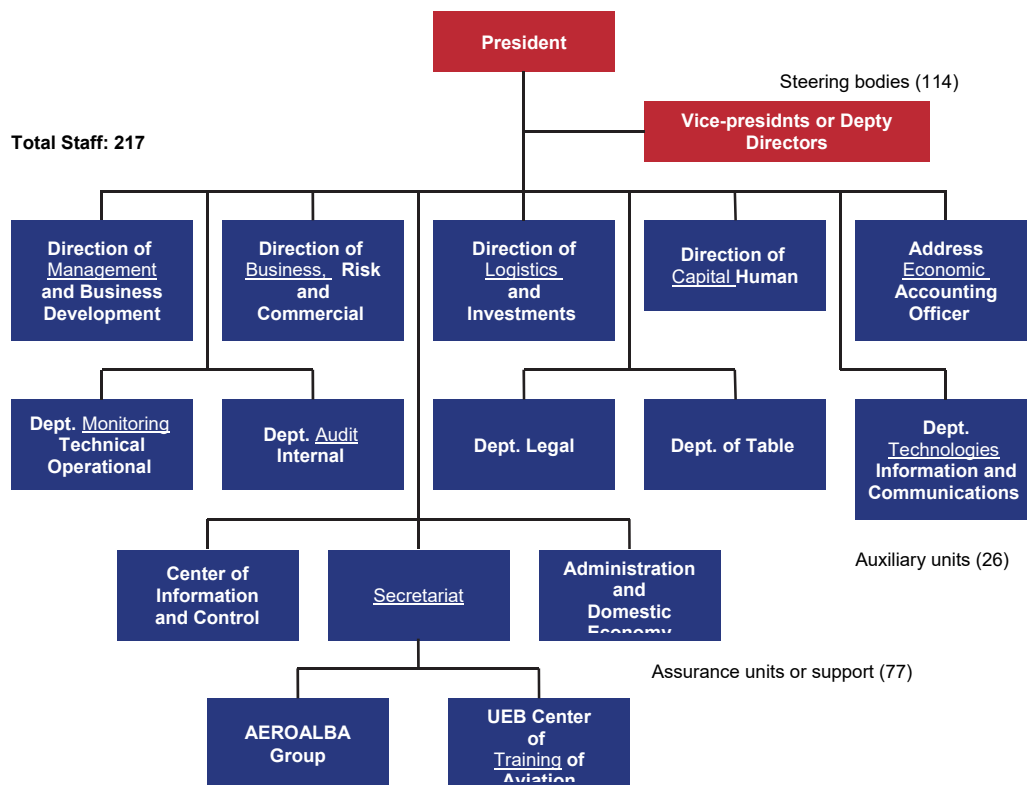 President
Steering bodies (114)
Vice-presidnts or Depty
Directors
Total Staff: 217
Direction of
Management
and Business
Development
Direction of
Business, Risk
and
Commercial
Direction of
Logistics
and
Investments
Direction of
Capital Human
Address
Economic
Accounting
Officer
Dept. Monitoring
Technical
Operational
Dept. Audit
Internal
Dept. Legal
Dept. of Table
Dept.
Technologies
Information and
Communications
Center of
Information
and Control
Secretariat
Administration
and
Domestic
Economy
Auxiliary units (26)
Assurance units or support (77)
AEROALBA
Group
UEB Center
of
Training of
Aviation